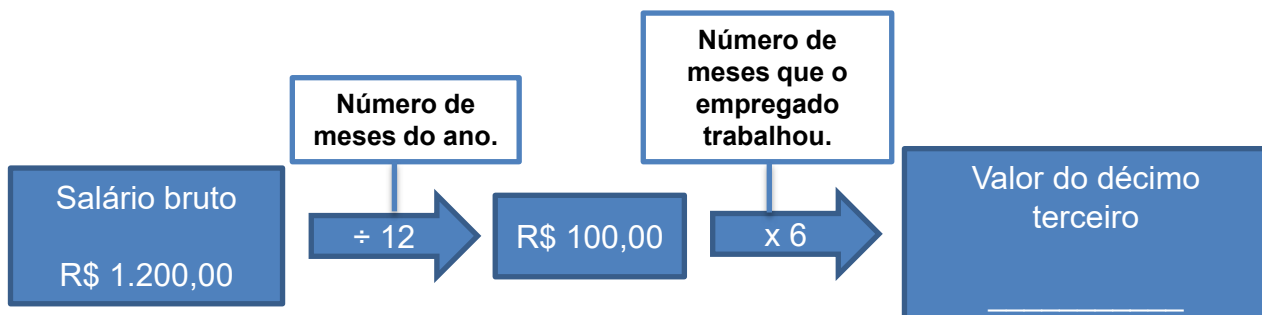 Número de
meses do ano.
Número de
meses que o
empregado
trabalhou.
Salário bruto
R$ 1.200,00
÷ 12
R$ 100,00
x 6
Valor do décimo
terceiro
______________